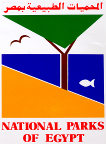 المحميات الطبيعية بمصر
NATIONAL PARKS
OF EGYPT